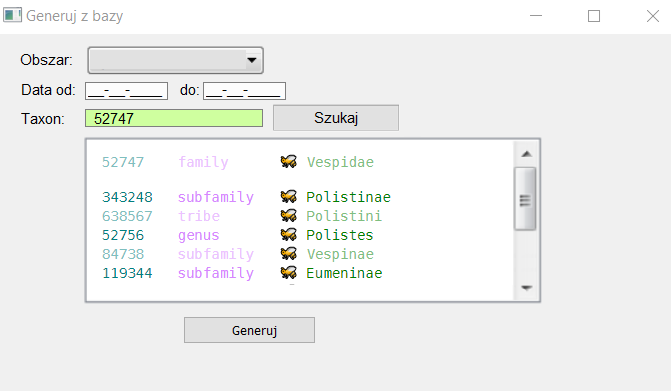 Generuj z bazy
Obszar:
Data od: __-__-____ do: __-__-____
Taxon: 52747 Szukaj
52747 family Vespidae
343248 subfamily Polistinae
638567 tribe Polistini
52756 genus Polistes
84738 subfamily Vespinae
119344 subfamily Eumeninae
Generuj